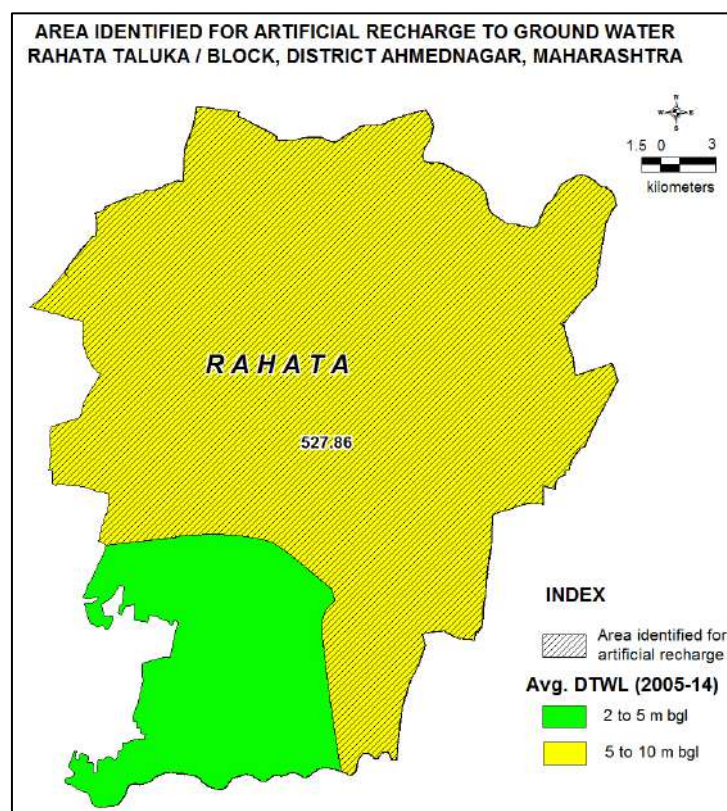 AREA IDENTIFIED FOR ARTIFICIAL RECHARGE TO GROUND WATER
RAHATA TALUKA / BLOCK, DISTRICT AHMEDNAGAR, MAHARASHTRA
N
W E
S
1.5 0 3
kilometers
RAHATA
527.86
INDEX
Area identified for
artificial recharge
Avg. DTWL (2005-14)
2 to 5 m bgl
5 to 10 m bgl